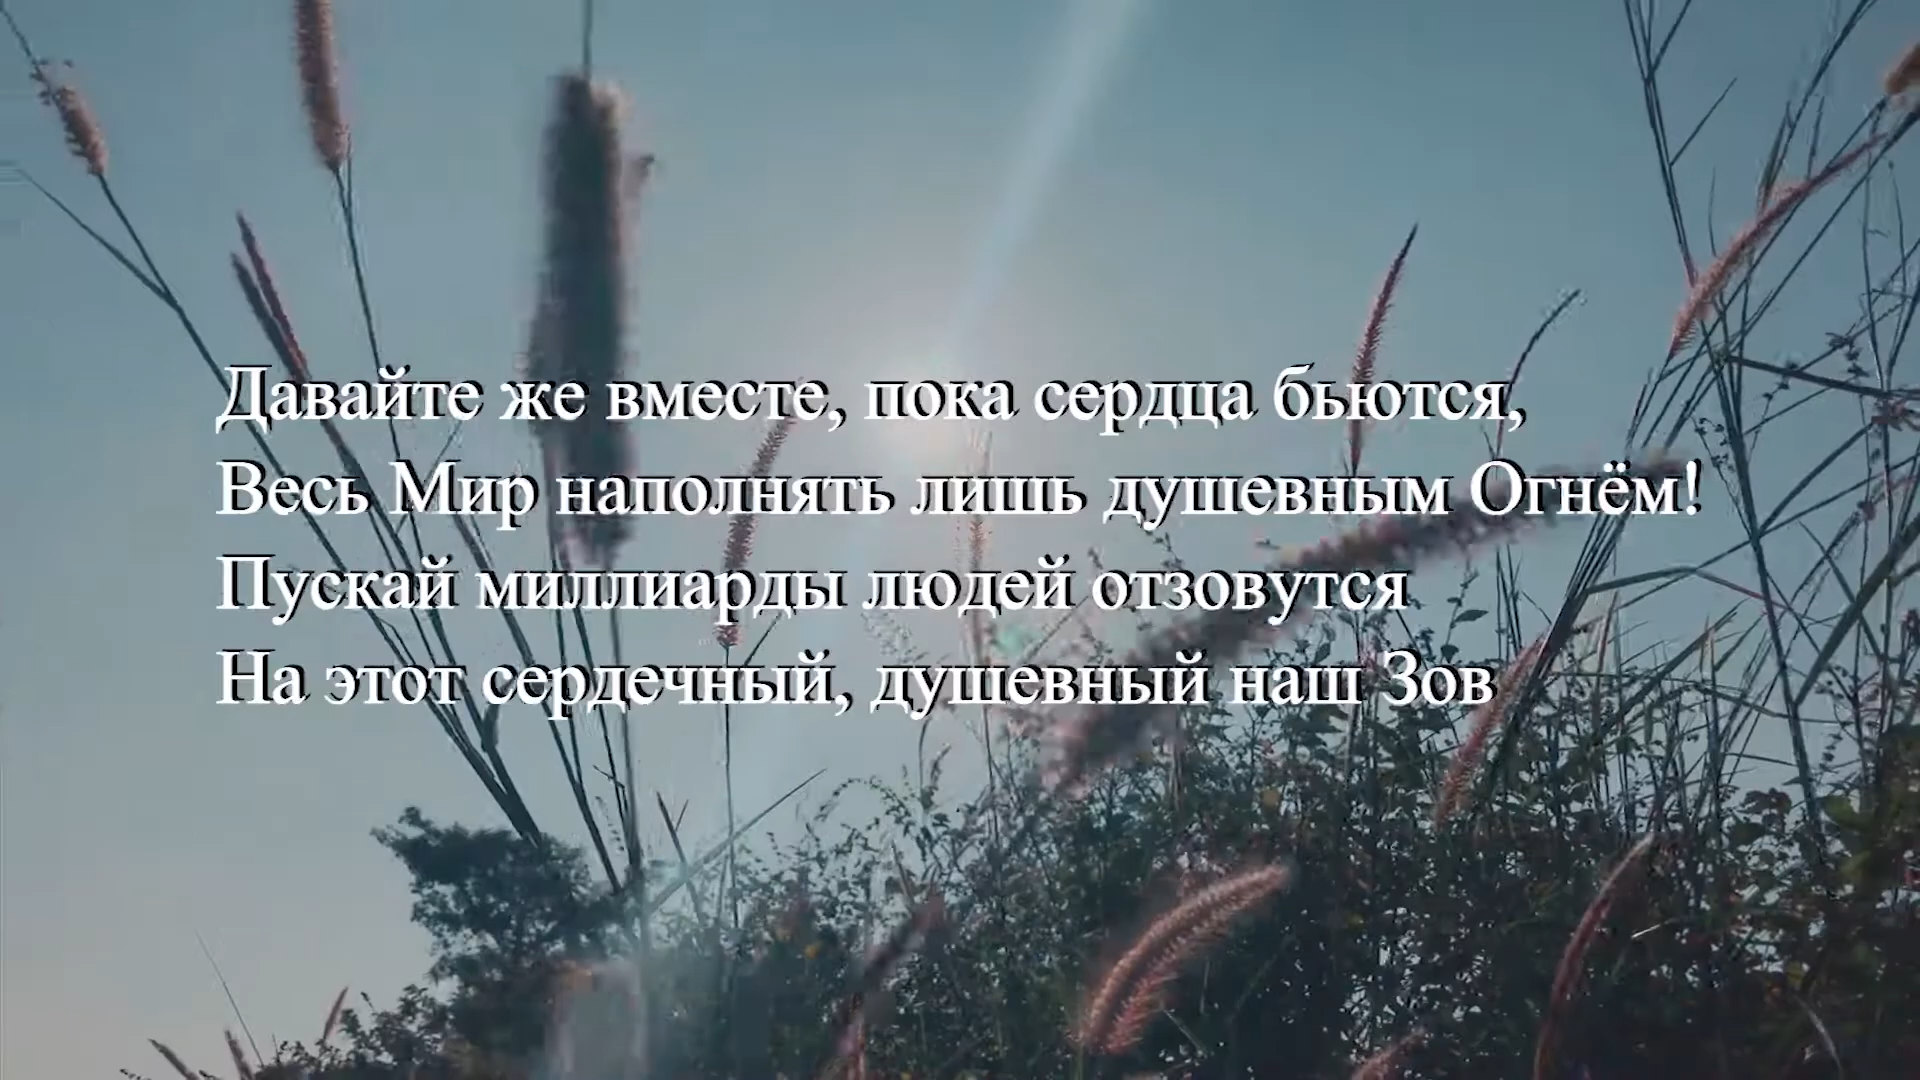 Давайте же вместе, пока сердца бьются,
Весь Мир наполнять лишь душевным Огнём!
Пускай миллиарды людей отзовутся
На этот сердечный, душевный наш Зов